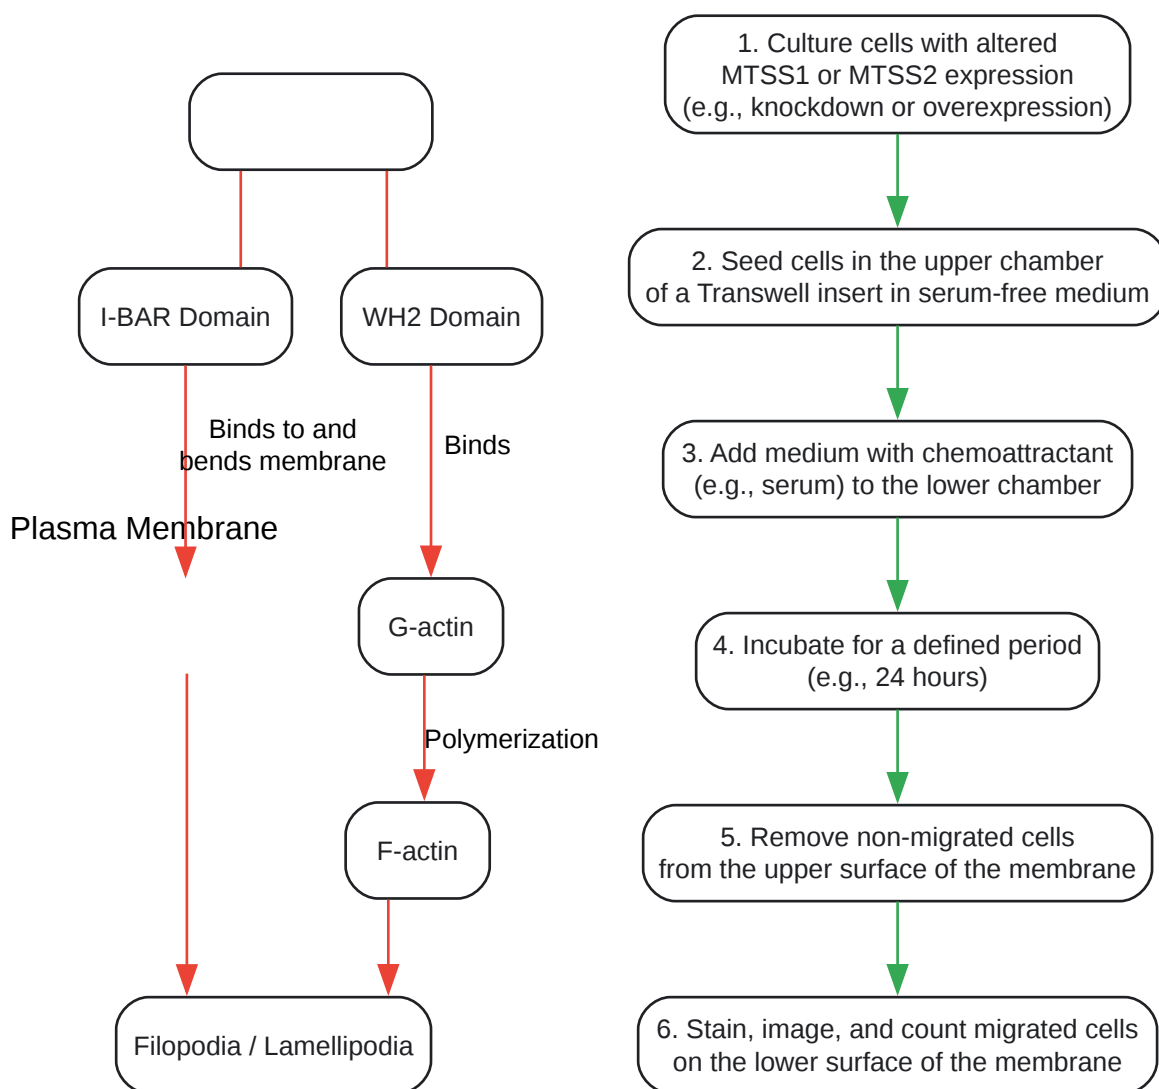 I-BAR Domain
WH2 Domain
Binds to and
bends membrane
Binds
Plasma Membrane
G-actin
Polymerization
F-actin
Filopodia / Lamellipodia
1. Culture cells with altered
MTSS1 or MTSS2 expression
(e.g., knockdown or overexpression)
2. Seed cells in the upper chamber
of a Transwell insert in serum-free medium
3. Add medium with chemoattractant
(e.g., serum) to the lower chamber
4. Incubate for a defined period
(e.g., 24 hours)
5. Remove non-migrated cells
from the upper surface of the membrane
6. Stain, image, and count migrated cells
on the lower surface of the membrane